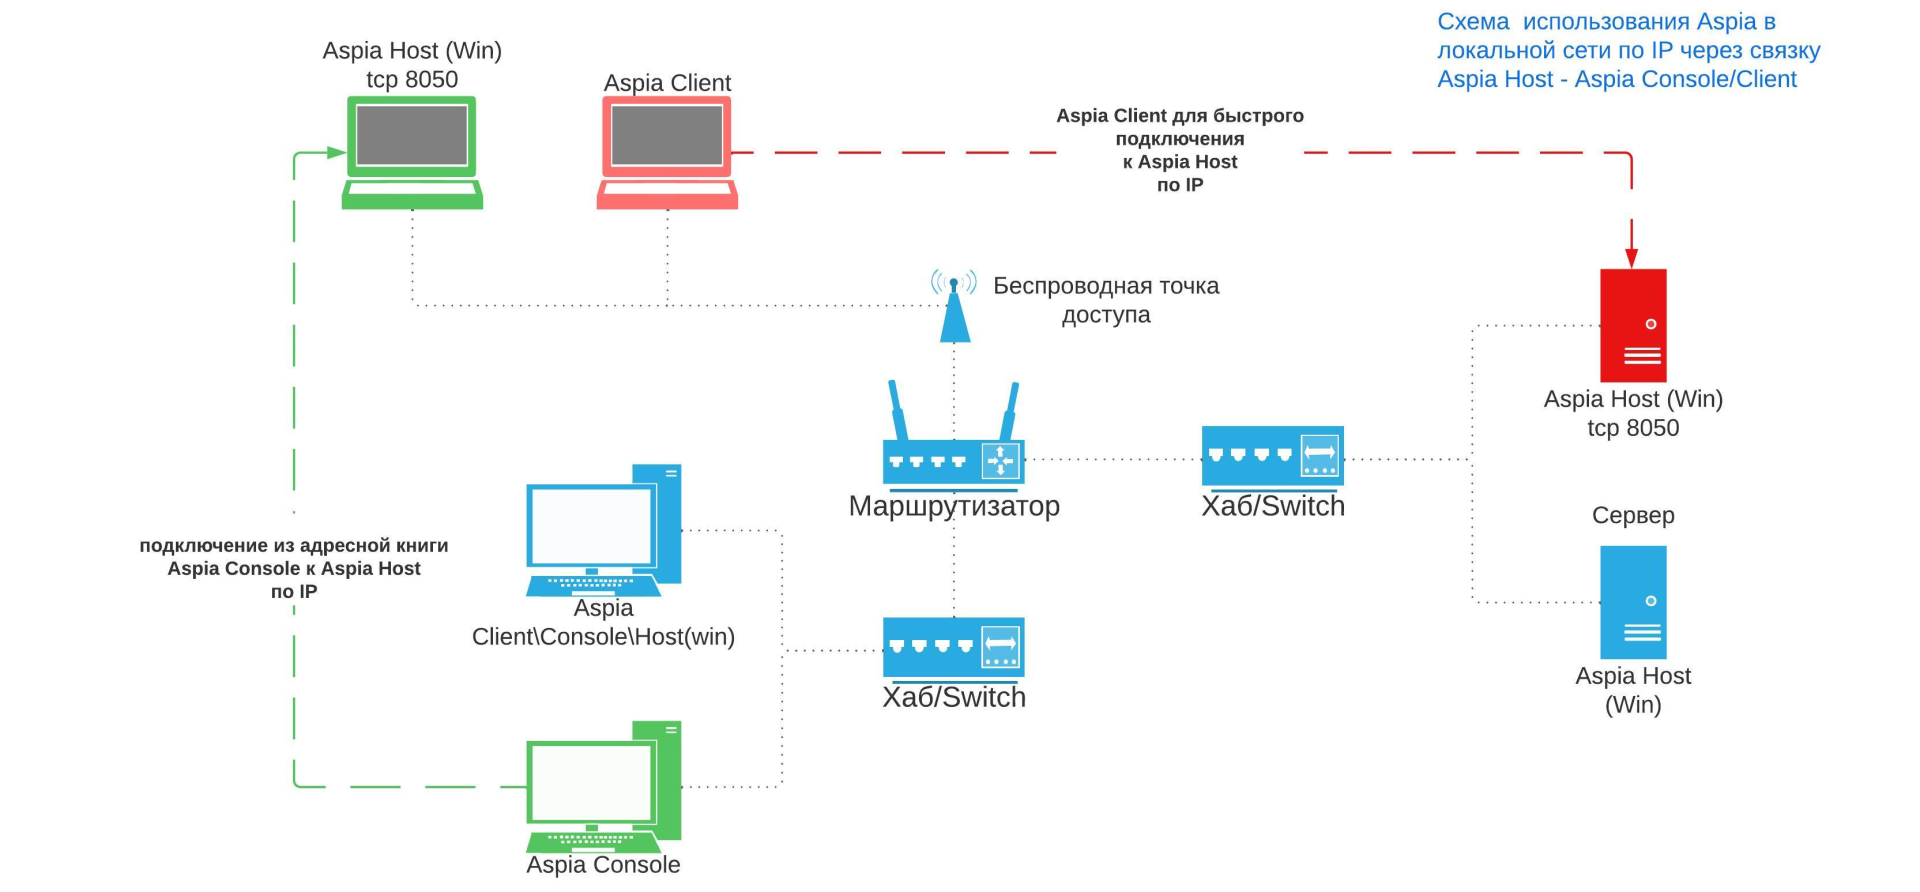 Схема использования Aspia в
локальной сети по IP через связку
Aspia Host - Aspia Console/Client
Aspia Host (Win)
tcp 8050
Aspia Client
Aspia Client для быстрого
подключения
к Aspia Host
по IP
Беспроводная точка
доступа
Aspia Host (Win)
tcp 8050
Маршрутизатор
Хаб/Switch
Сервер
подключение из адресной книги
Aspia Console к Aspia Host
по IP
Aspia
Client\Console\Host(win)
Хаб/Switch
Aspia Host
(Win)
Aspia Console